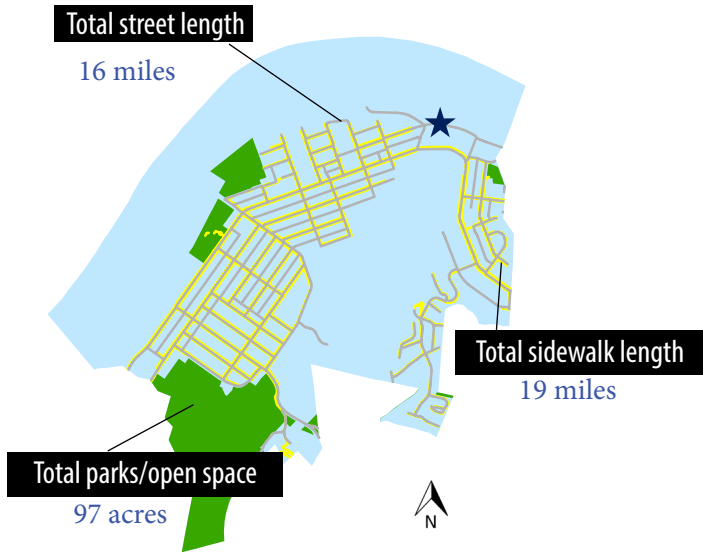 Total street length
16 miles
Total sidewalk length
19 miles
Total parks/open space
97 acres
N